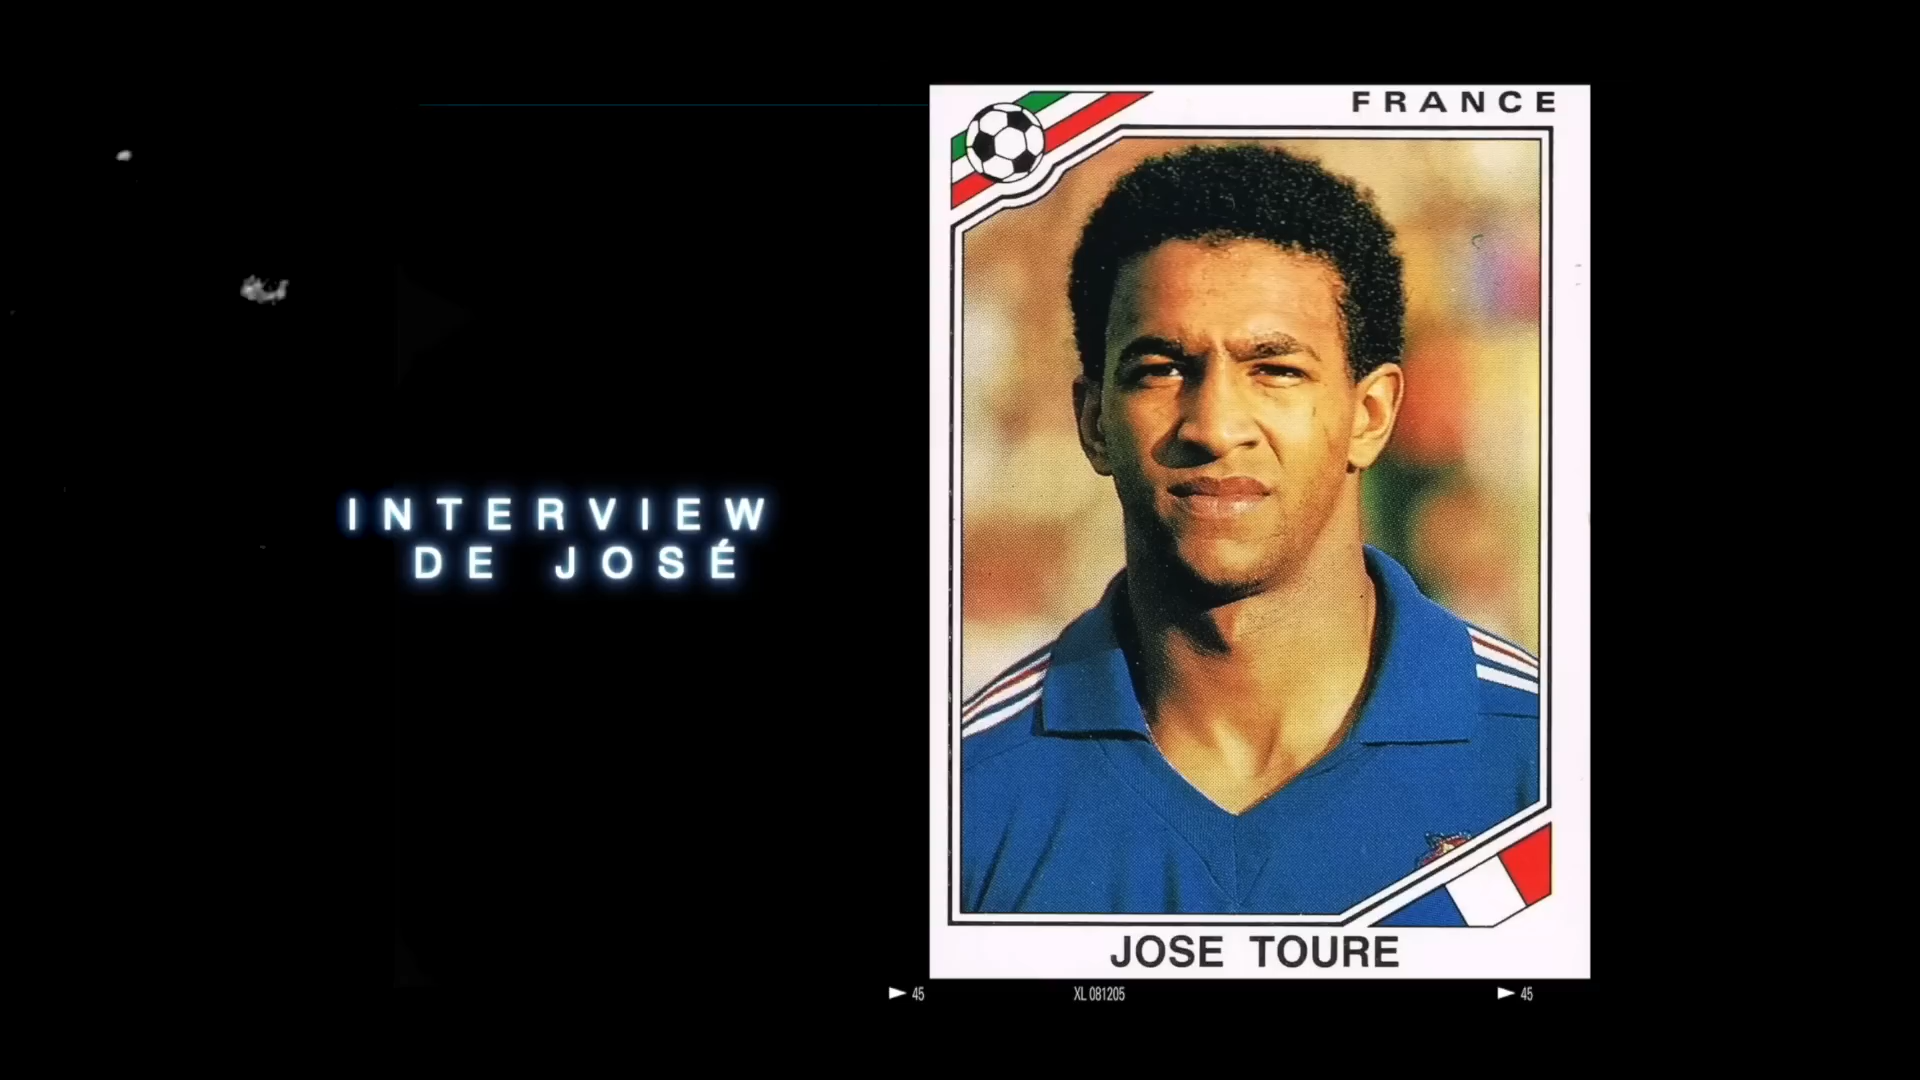 FRANCE
INTERVIEW
DE JOSÉ
JOSE TOURE
45
XL 081205
45